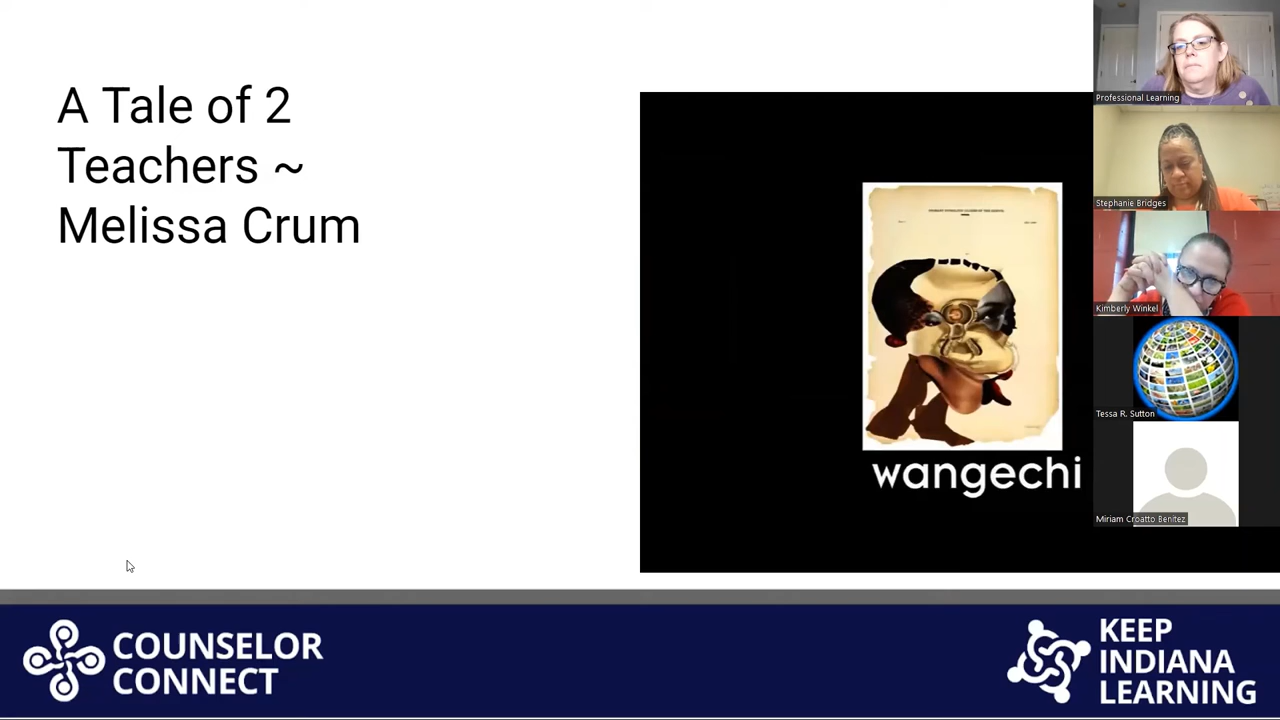 A Tale of 2
Teachers ~
Melissa Crum
wangechi
Professional Learning
Stephanie Bridges
Kimberly Winkel
Tessa R. Sutton
Miriam Croatto Benítez
COUNSELOR
CONNECT
KEEP
INDIANA
LEARNING